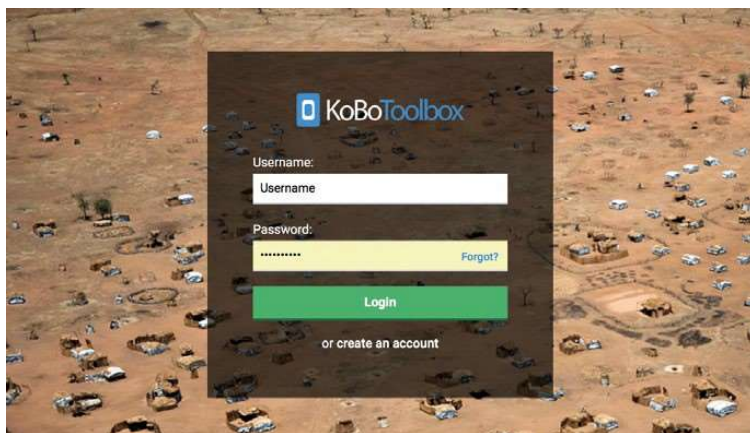 KoBoToolbox
Username:
Username
Password:
•••••••••• Forgot?
Login
or create an account